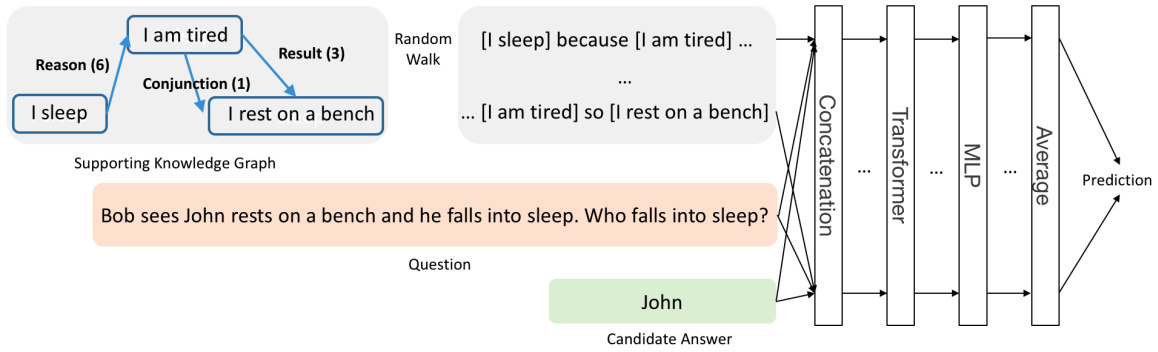 I am tired
Reason (6)
Result (3)
Conjunction (1)
I sleep
I rest on a bench
Supporting Knowledge Graph
Random
Walk
[I sleep] because [I am tired] ...
...
... [I am tired] so [I rest on a bench]
Bob sees John rests on a bench and he falls into sleep. Who falls into sleep?
Question
John
Candidate Answer
Concatenation
...
Transformer
...
MLP
...
Average
Prediction